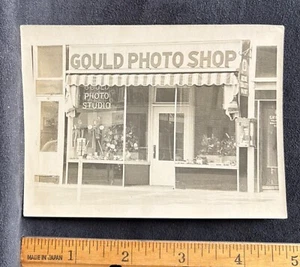 GOULD PHOTO SHOP
GOULD
PHOTO
STUDIO
MADE IN JAPAN
1 2 3 4 5